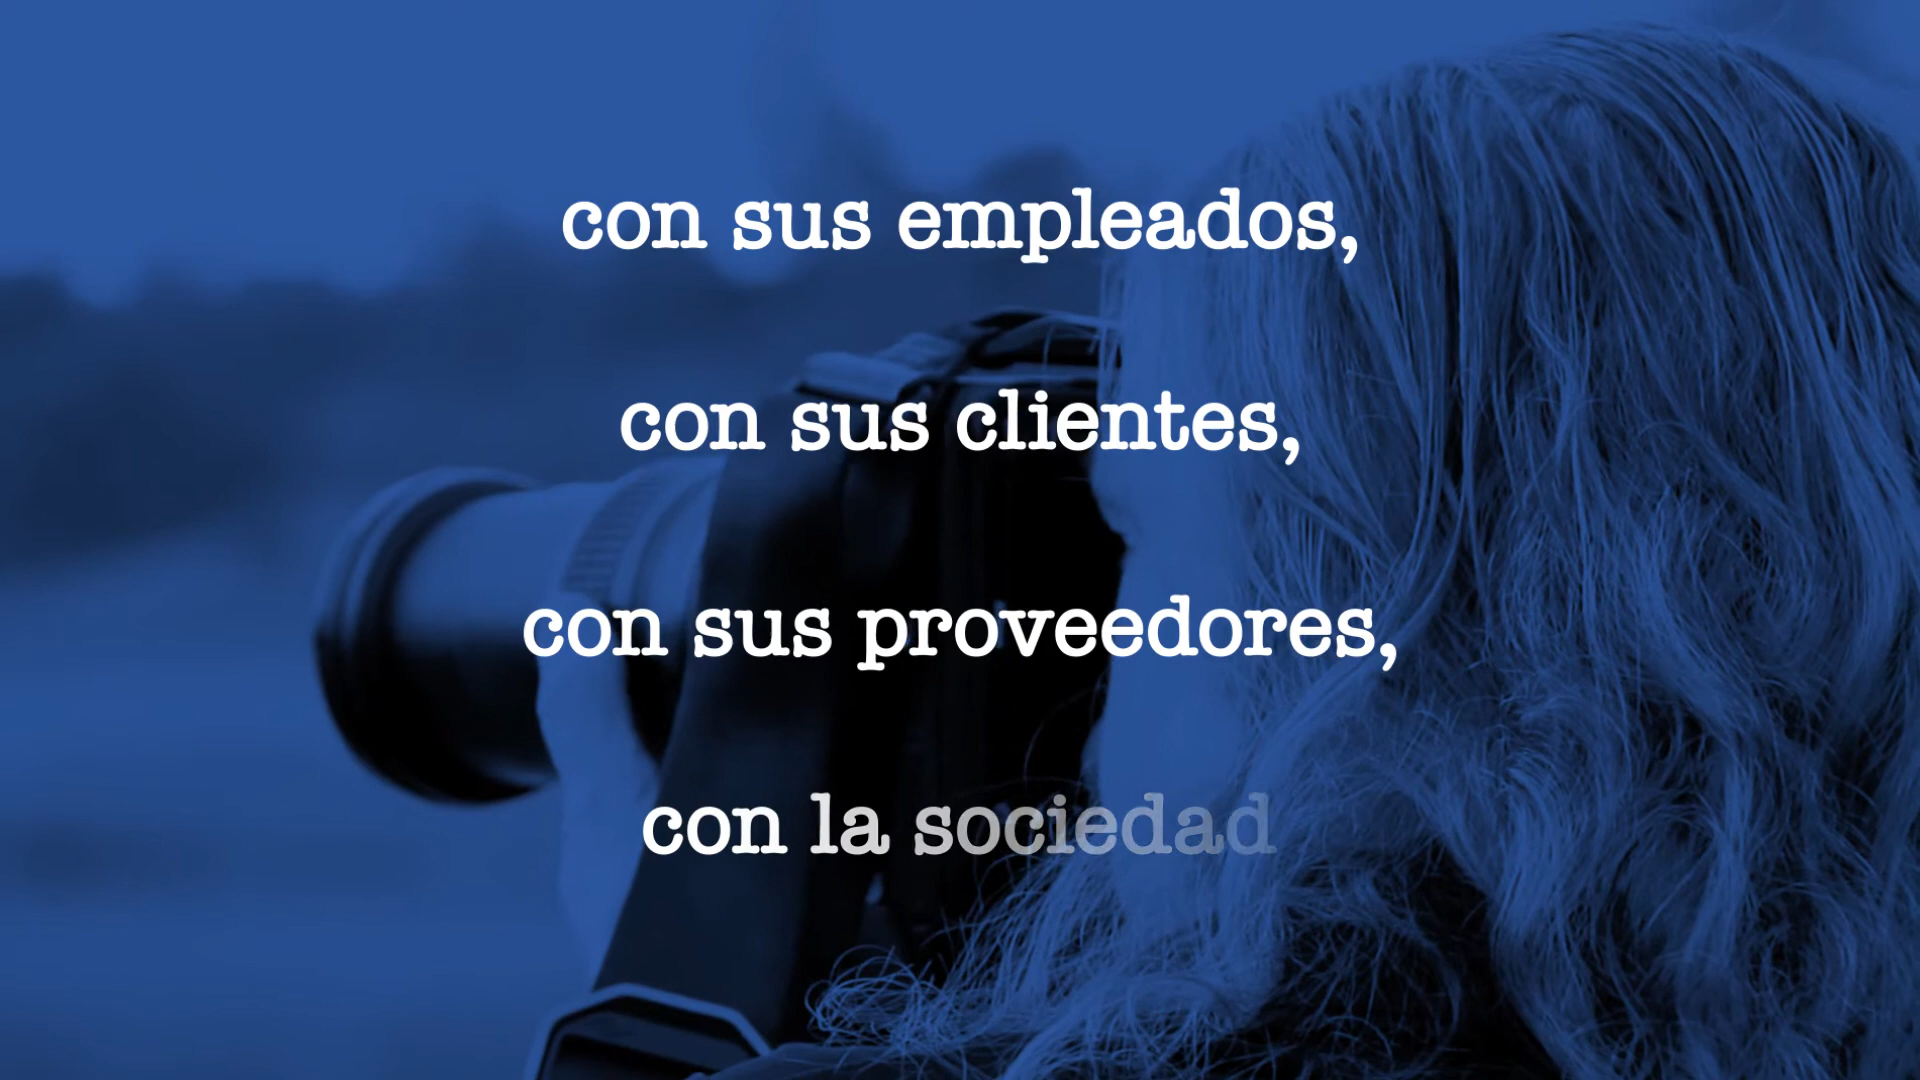 con sus empleados,
con sus clientes,
con sus proveedores,
con la sociedad